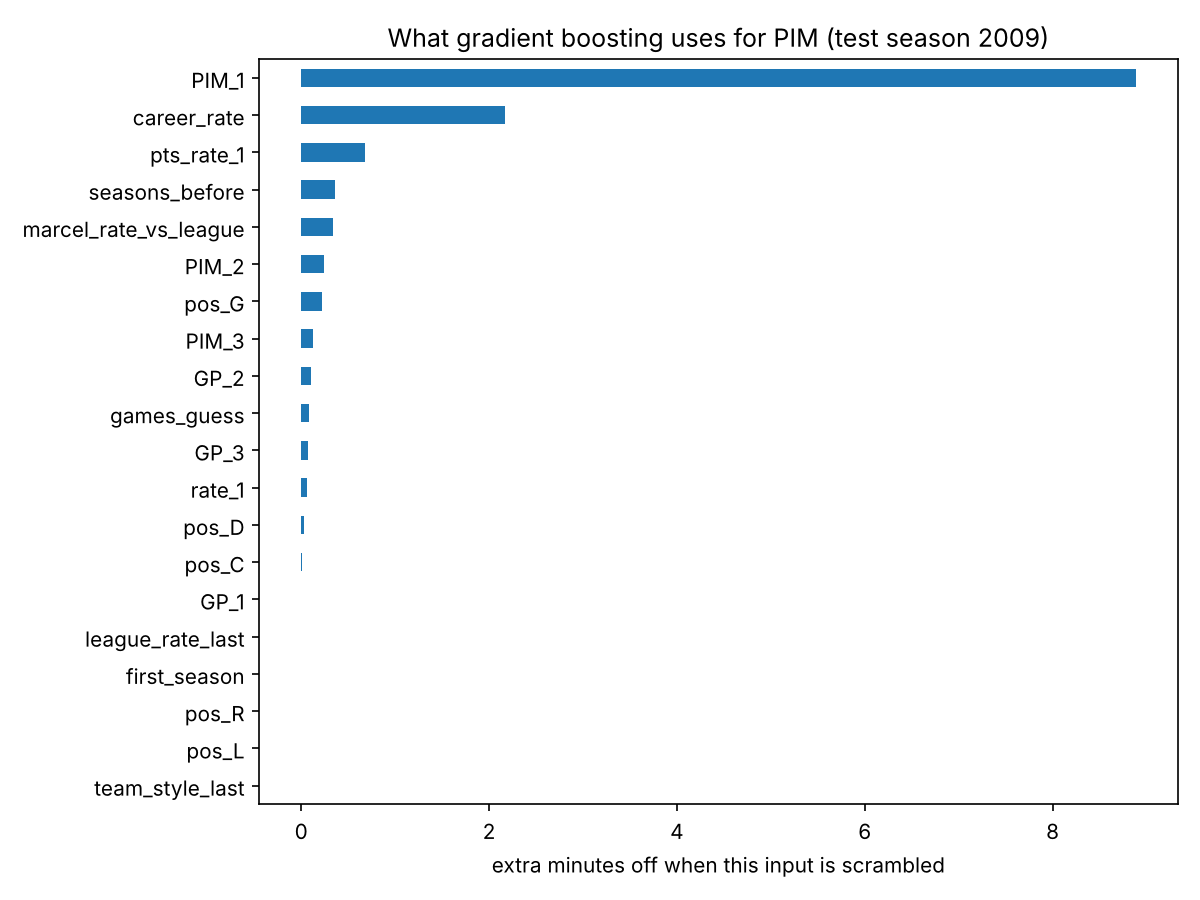 What gradient boosting uses for PIM (test season 2009)
PIM_1
career_rate
pts_rate_1
seasons_before
marcel_rate_vs_league
PIM_2
pos_G
PIM_3
GP_2
games_guess
GP_3
rate_1
pos_D
pos_C
GP_1
league_rate_last
first_season
pos_R
pos_L
team_style_last
0 2 4 6 8
extra minutes off when this input is scrambled